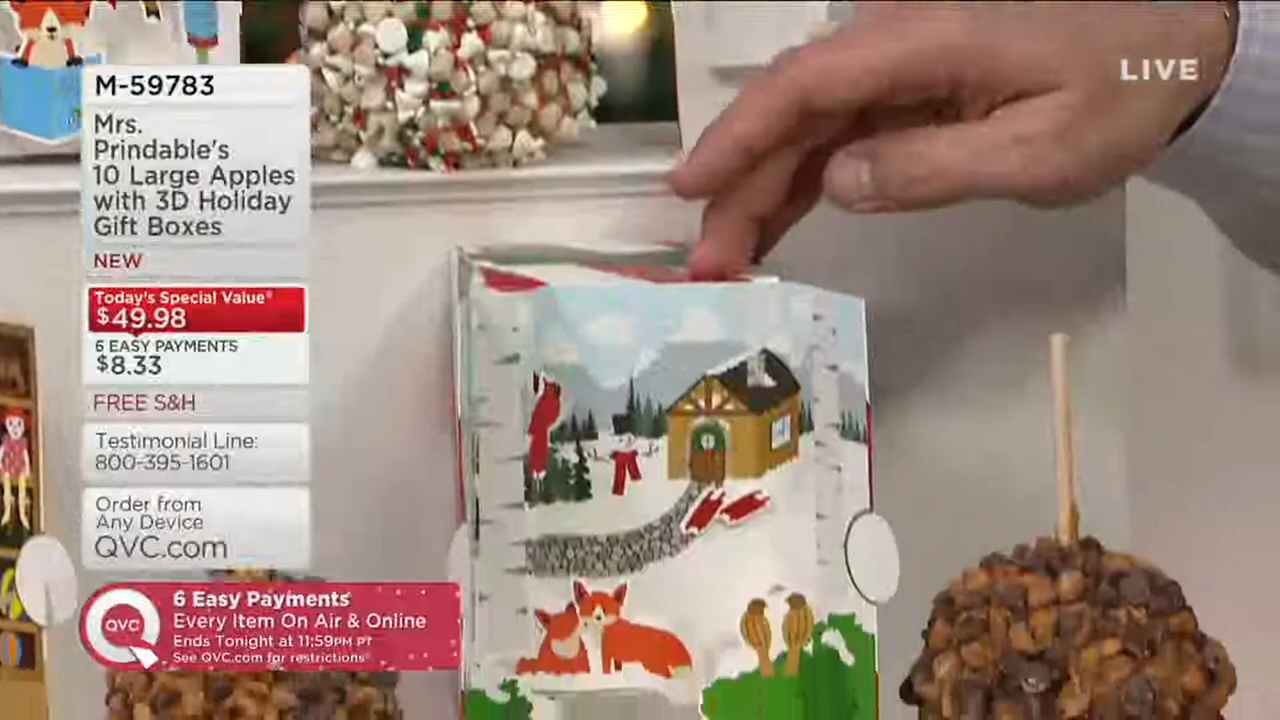 LIVE
M-59783
Mrs.
Prindable's
10 Large Apples
with 3D Holiday
Gift Boxes
NEW
Today's Special Value®
$49.98
6 EASY PAYMENTS
$8.33
FREE S&H
Testimonial Line:
800-395-1601
Order from
Any Device
QVC.com
QVC
6 Easy Payments
Every Item On Air & Online
Ends Tonight at 11:59PM PT
See QVC.com for restrictions